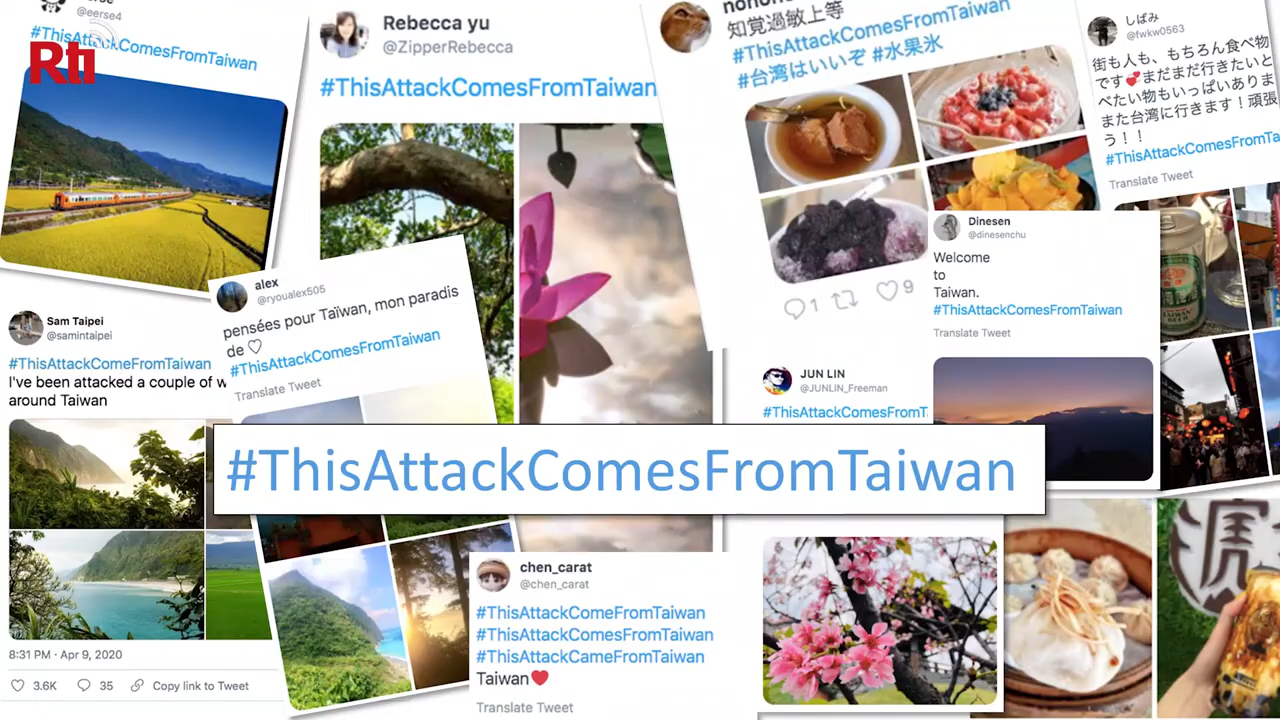 @eerse4
#ThisAttackComesFromTaiwan
Rti
Rebecca yu
@ZipperRebecca
#ThisAttackComesFromTaiwan
知覚過敏上等
#ThisAttackComesFromTaiwan
#台湾はいいぞ #水果氷
1
9
しばみ
@fwkw0563
街も人も、もちろん食べ物
です💕まだまだ行きたいと
べたい物もいっぱいありま
また台湾に行きます！頑張
う！！
#ThisAttackComesFromTa
Translate Tweet
Dinesen
@dinesenchu
Welcome
to
Taiwan.
#ThisAttackComesFromTaiwan
Translate Tweet
TAIWAN BEER
alex
@ryoualex505
pensées pour Taïwan, mon paradis
de ♡
#ThisAttackComesFromTaiwan
Translate Tweet
Sam Taipei
@samintaipei
#ThisAttackComeFromTaiwan
I've been attacked a couple of w
around Taiwan
8:31 PM · Apr 9, 2020
3.6K
35
Copy link to Tweet
JUN LIN
@JUNLIN_Freeman
#ThisAttackComesFromT
#ThisAttackComesFromTaiwan
chen_carat
@chen_carat
#ThisAttackComeFromTaiwan
#ThisAttackComesFromTaiwan
#ThisAttackCameFromTaiwan
Taiwan❤️
Translate Tweet
虎